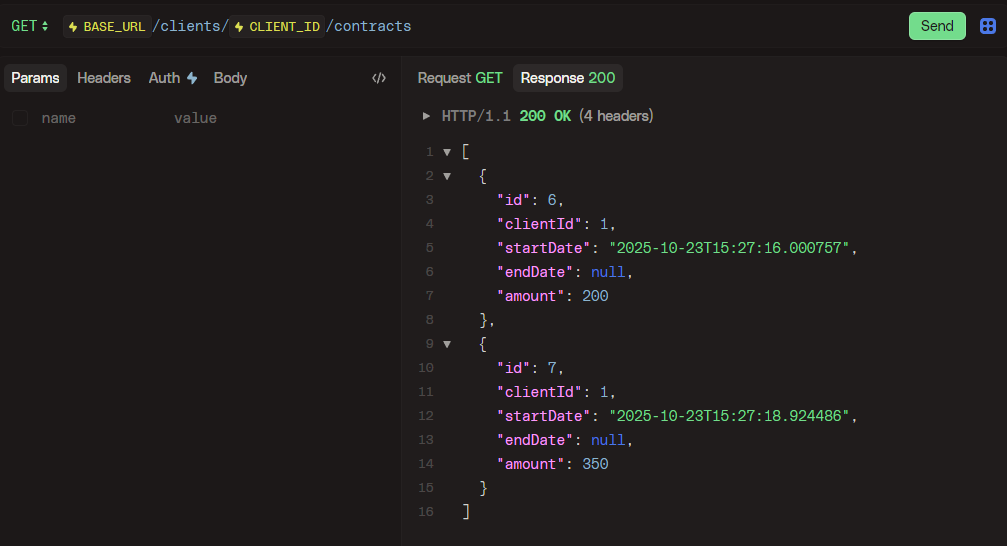 GET BASE_URL/clients/CLIENT_ID/contracts Send
Params Headers Auth Body </>
name value
Request GET Response 200
HTTP/1.1 200 OK (4 headers)
1 [
2 {
3 "id": 6,
4 "clientId": 1,
5 "startDate": "2025-10-23T15:27:16.000757",
6 "endDate": null,
7 "amount": 200
8 },
9 {
10 "id": 7,
11 "clientId": 1,
12 "startDate": "2025-10-23T15:27:18.924486",
13 "endDate": null,
14 "amount": 350
15 }
16 ]